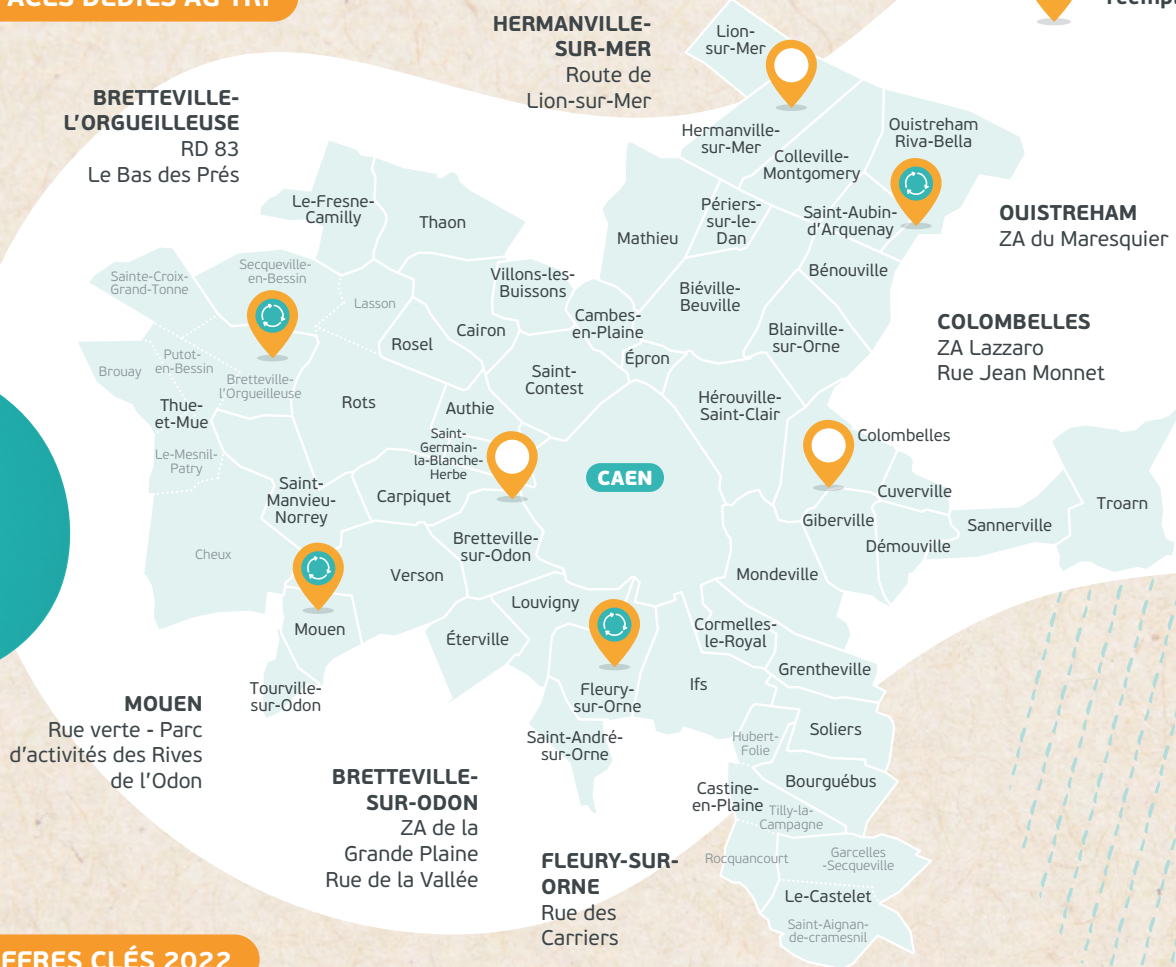 HERMANVILLE-
SUR-MER
Route de
Lion-sur-Mer
BRETTEVILLE-
L'ORGUEILLEUSE
RD 83
Le Bas des Prés
OUISTREHAM
ZA du Maresquier
COLOMBELLES
ZA Lazzaro
Rue Jean Monnet
MOUEN
Rue verte - Parc
d'activités des Rives
de l'Odon
BRETTEVILLE-
SUR-ODON
ZA de la
Grande Plaine
Rue de la Vallée
FLEURY-SUR-
ORNE
Rue des
Carriers
Lion-
sur-Mer
Hermanville-
sur-Mer
Colleville-
Montgomery
Ouistreham
Riva-Bella
Saint-Aubin-
d'Arquenay
Périers-
sur-le-
Dan
Mathieu
Bénouville
Biéville-
Beuville
Blainville-
sur-Orne
Le-Fresne-
Camilly
Thaon
Villons-les-
Buissons
Cambes-
en-Plaine
Cairon
Rosel
Lasson
Secqueville-
en-Bessin
Sainte-Croix-
Grand-Tonne
Brouay
Putot-
en-Bessin
Bretteville-
l'Orgueilleuse
Thue-
et-Mue
Le-Mesnil-
Patry
Rots
Authie
Saint-
Contest
Épron
Hérouville-
Saint-Clair
Saint-
Germain-
la-Blanche-
Herbe
CAEN
Colombelles
Cuverville
Giberville
Démouville
Sannerville
Troarn
Saint-
Manvieu-
Norrey
Carpiquet
Cheux
Bretteville-
sur-Odon
Verson
Mondeville
Louvigny
Éterville
Mouen
Tourville-
sur-Odon
Fleury-
sur-Orne
Saint-André-
sur-Orne
Cormelles-
le-Royal
Ifs
Grentheville
Hubert-
Folie
Soliers
Bourguébus
Castine-
en-Plaine
Tilly-la-
Campagne
Rocquancourt
Garcelles
-Secqueville
Le-Castelet
Saint-Aignan-
de-cramesnil
FFRES CLÉS 2022